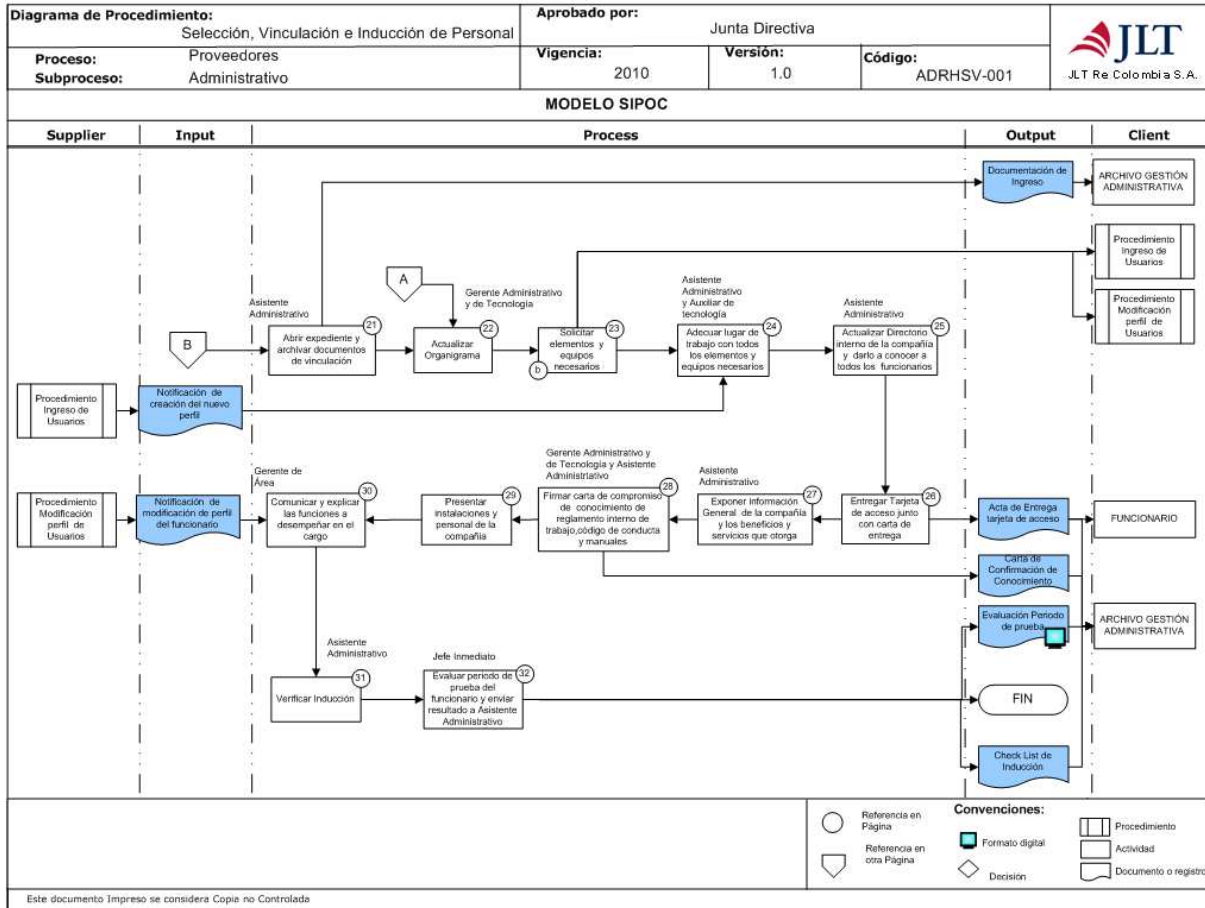 Diagrama de Procedimiento:
Selección, Vinculación e Inducción de Personal
Aprobado por:
Junta Directiva
Proceso:
Proveedores
Subproceso:
Administrativo
Vigencia:
2010
Versión:
1.0
Código:
ADRHSV-001
JLT
JLT Re Colombia S.A.
MODELO SIPOC
Supplier
Input
Process
Output
Client
Documentación de
Ingreso
ARCHIVO GESTIÓN
ADMINISTRATIVA
Procedimiento
Ingreso de
Usuarios
Procedimiento
Modificación
perfil de
Usuarios
A
B
Asistente
Administrativo
21
Abrir expediente y
archivar documentos
de vinculación
Gerente Administrativo
y de Tecnología
22
Actualizar
Organigrama
23
Solicitar
elementos y
equipos
necesarios
b
Asistente
Administrativo
y Auxiliar de
tecnología
24
Adecuar lugar de
trabajo con todos
los elementos y
equipos necesarios
Asistente
Administrativo
25
Actualizar Directorio
interno de la compañía
y darlo a conocer a
todos los funcionarios
Procedimiento
Ingreso de
Usuarios
Notificación de
creación del nuevo
perfil
Procedimiento
Modificación
perfil de
Usuarios
Notificación de
modificación de perfil
del funcionario
Gerente de
Área
30
Comunicar y explicar
las funciones a
desempeñar en el
cargo
29
Presentar
instalaciones y
personal de la
compañía
Gerente Administrativo y
de Tecnología y Asistente
Administrtativo
28
Firmar carta de compromiso
de conocimiento de
reglamento interno de
trabajo,código de conducta
y manuales
Asistente
Administrativo
27
Exponer Información
General de la compañía
y los beneficios y
servicios que otorga
26
Entregar Tarjeta
de acceso junto
con carta de
entrega
Acta de Entrega
tarjeta de acceso
FUNCIONARIO
Carta de
Confirmación de
Conocimiento
Evaluación Periodo
de prueba
ARCHIVO GESTIÓN
ADMINISTRATIVA
Asistente
Administrativo
31
Verificar Inducción
Jefe Inmediato
32
Evaluar periodo de
prueba del
funcionario y enviar
resultado a Asistente
Administrativo
FIN
Check List de
Inducción
Convenciones:
Referencia en
Página
Referencia en
otra Página
Formato digital
Decisión
Procedimiento
Actividad
Documento o registro
Este documento Impreso se considera Copia no Controlada